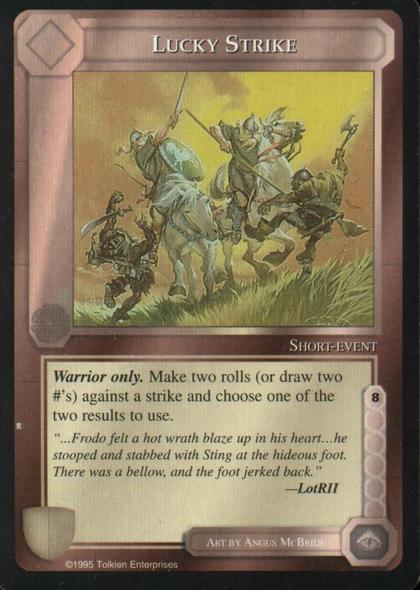 LUCKY STRIKE
SHORT-EVENT
Warrior only. Make two rolls (or draw two
#'s) against a strike and choose one of the
two results to use.
8
"...Frodo felt a hot wrath blaze up in his heart...he
stooped and stabbed with Sting at the hideous foot.
There was a bellow, and the foot jerked back."
—LotRII
ART BY ANGUS MCBRIDE
©1995 Tolkien Enterprises